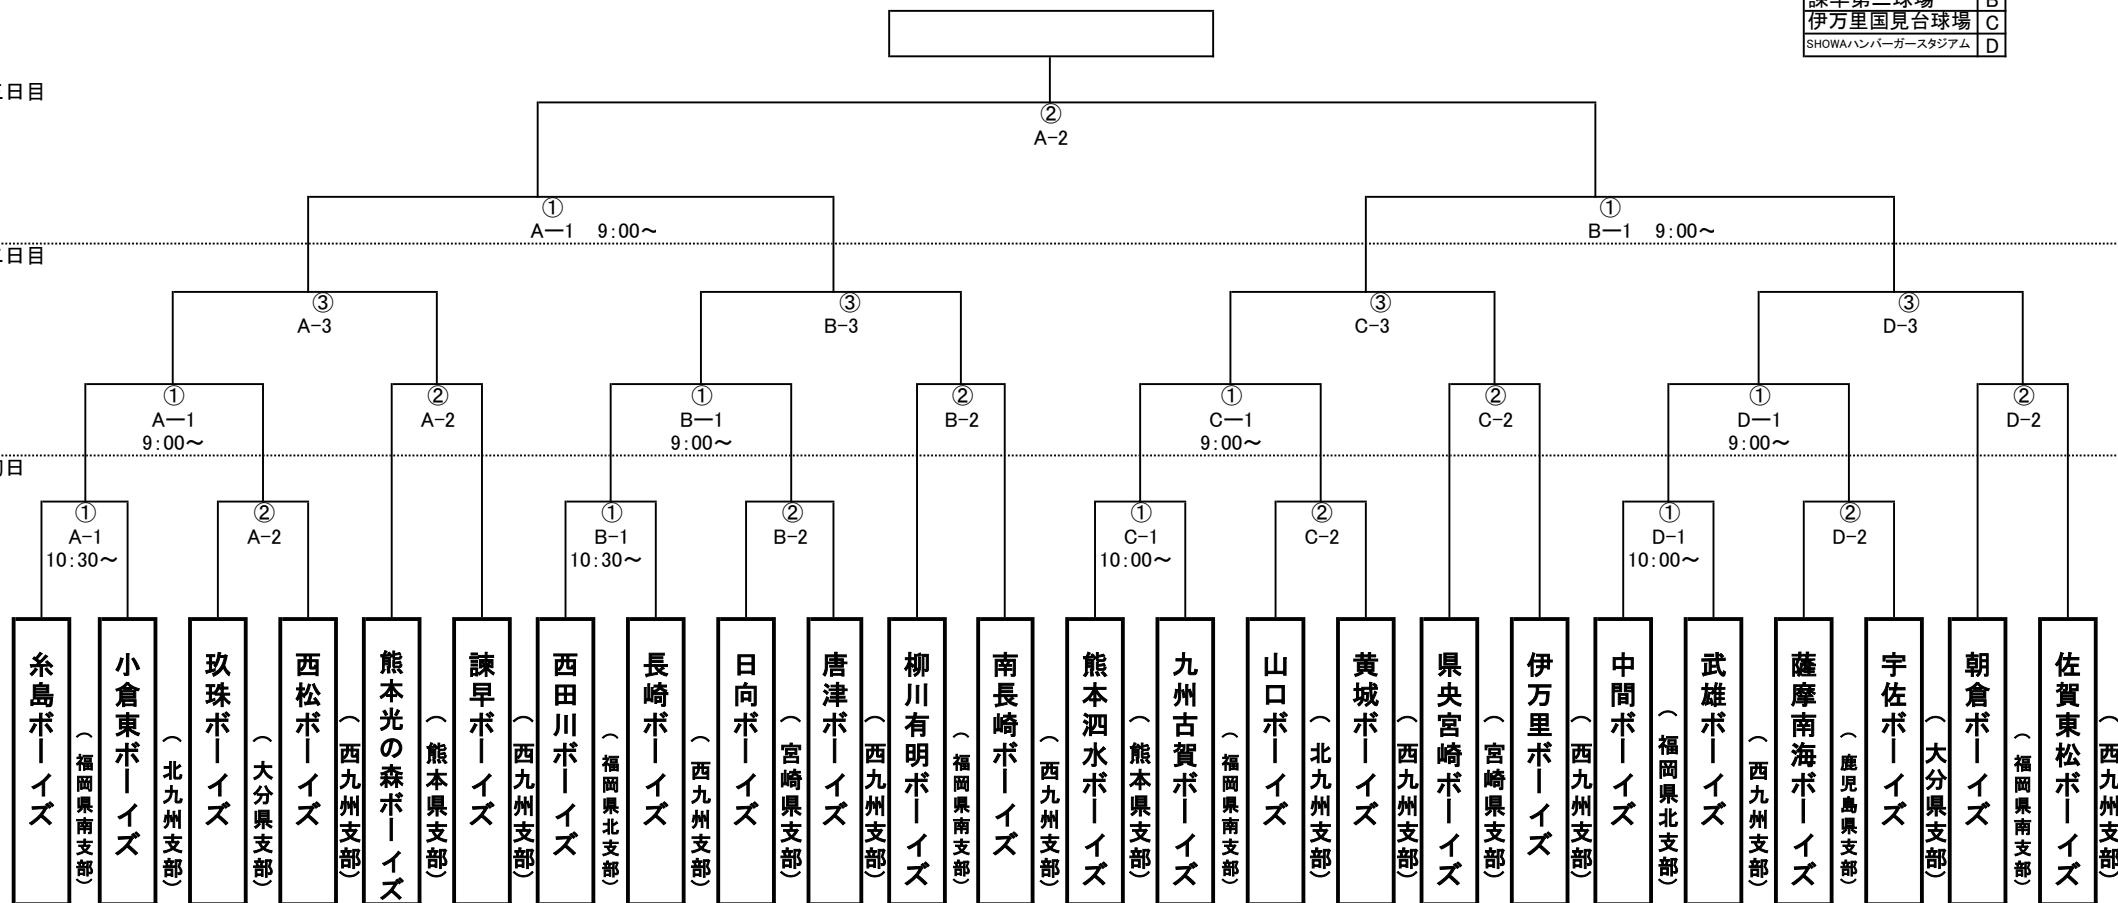 諫早第二球場 B
伊万里国見台球場 C
SHOWAハンバーガースタジアム D
日目
②
A-2
①
A―1 9:00～
①
B―1 9:00～
日目
③
A-3
③
B-3
③
C-3
③
D-3
①
A―1
9:00～
②
A-2
①
B―1
9:00～
②
B-2
①
C―1
9:00～
②
C-2
①
D―1
9:00～
②
D-2
日
①
A-1
10:30～
②
A-2
①
B-1
10:30～
②
B-2
①
C-1
10:00～
②
C-2
①
D-1
10:00～
②
D-2
糸島ボーイズ
（福岡県南支部）
小倉東ボーイズ
（北九州支部）
玖珠ボーイズ
（大分県支部）
西松ボーイズ
（西九州支部）
熊本光の森ボーイズ
（熊本県支部）
諫早ボーイズ
（西九州支部）
西田川ボーイズ
（福岡県北支部）
長崎ボーイズ
（西九州支部）
日向ボーイズ
（宮崎県支部）
唐津ボーイズ
（西九州支部）
柳川有明ボーイズ
（福岡県南支部）
南長崎ボーイズ
（西九州支部）
熊本泗水ボーイズ
（熊本県支部）
九州古賀ボーイズ
（福岡県南支部）
山口ボーイズ
（北九州支部）
黄城ボーイズ
（西九州支部）
県央宮崎ボーイズ
（宮崎県支部）
伊万里ボーイズ
（西九州支部）
中間ボーイズ
（福岡県北支部）
武雄ボーイズ
（西九州支部）
薩摩南海ボーイズ
（鹿児島県支部）
宇佐ボーイズ
（大分県支部）
朝倉ボーイズ
（福岡県南支部）
佐賀東松ボーイズ
（西九州支部）